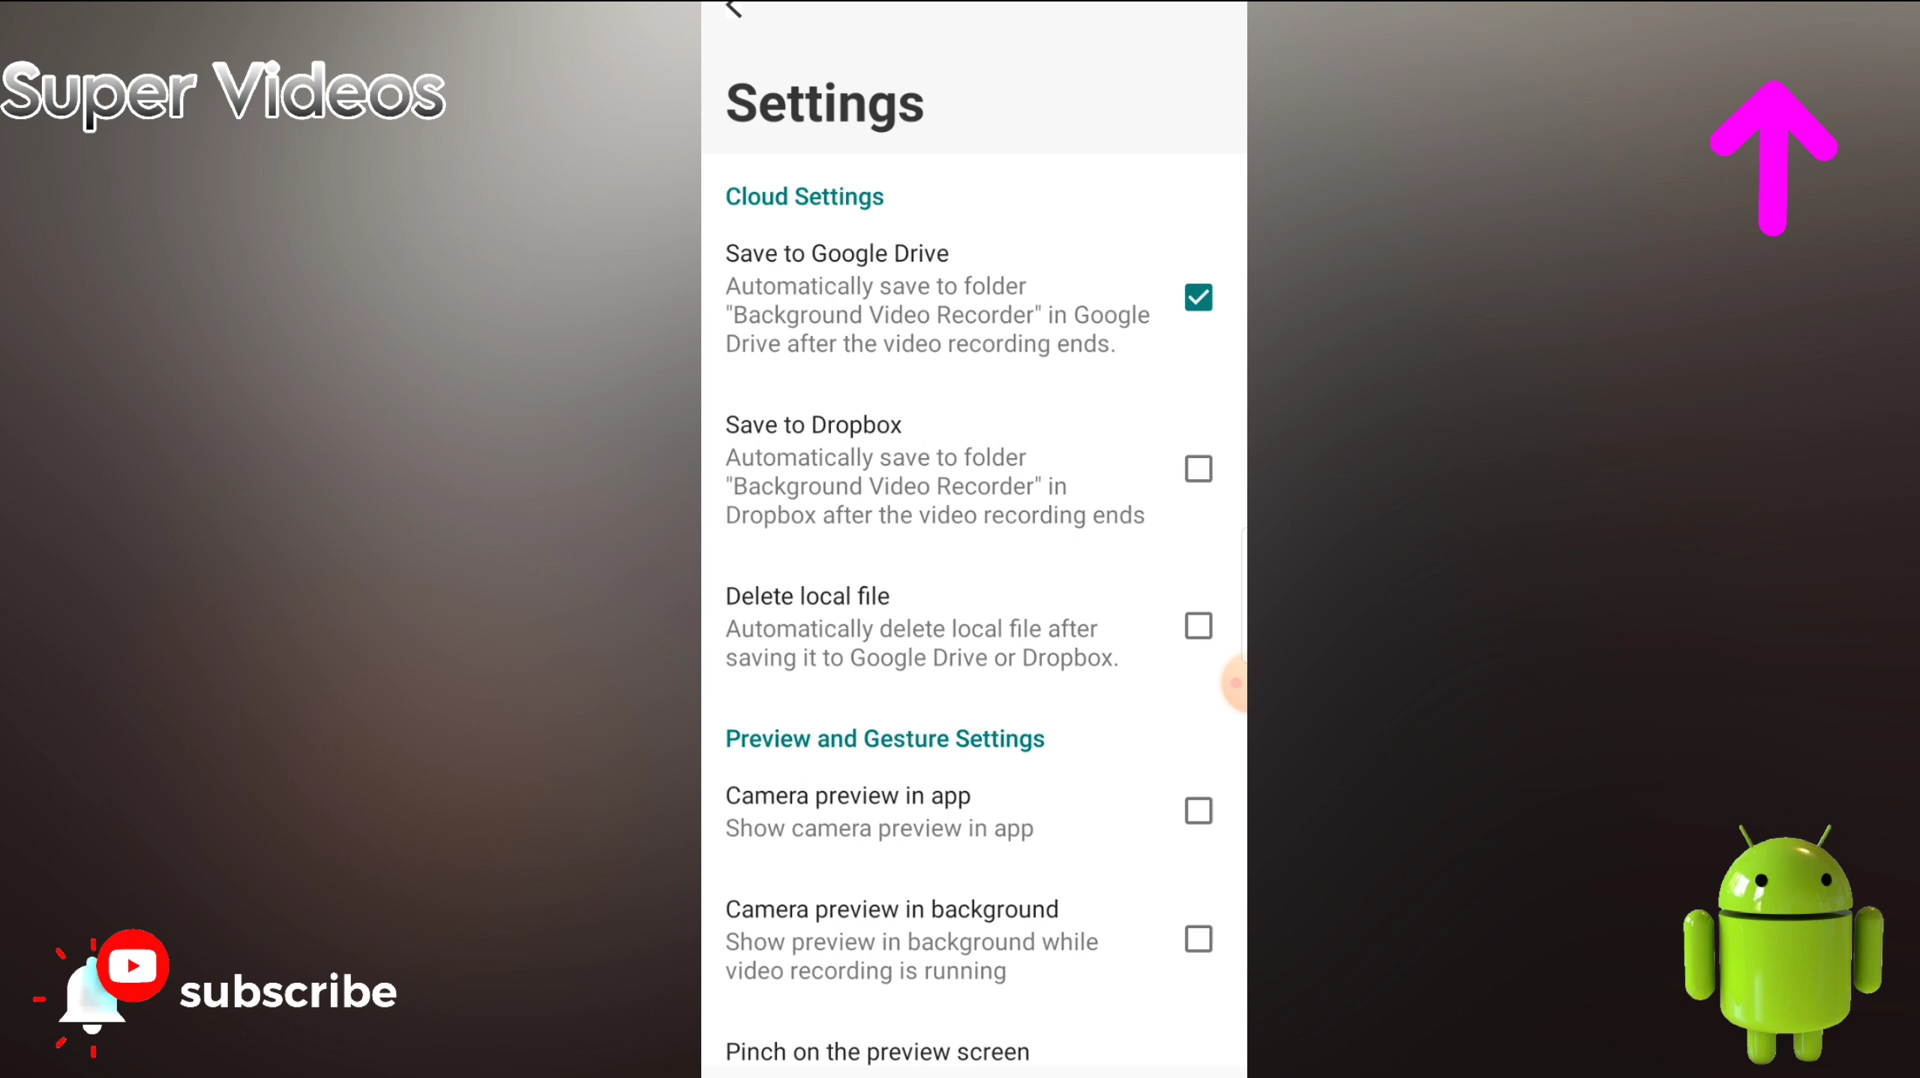 Super Videos
Settings
Cloud Settings
Save to Google Drive
Automatically save to folder
"Background Video Recorder" in Google
Drive after the video recording ends.
Save to Dropbox
Automatically save to folder
"Background Video Recorder" in
Dropbox after the video recording ends
Delete local file
Automatically delete local file after
saving it to Google Drive or Dropbox.
Preview and Gesture Settings
Camera preview in app
Show camera preview in app
Camera preview in background
Show preview in background while
video recording is running
Pinch on the preview screen
subscribe